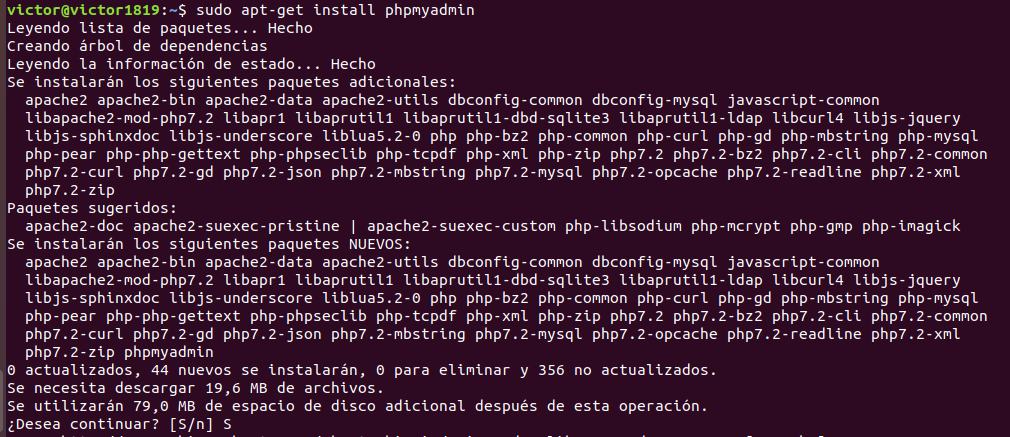 victor@victor1819:~$ sudo apt-get install phpmyadmin
Leyendo lista de paquetes... Hecho
Creando árbol de dependencias
Leyendo la información de estado... Hecho
Se instalarán los siguientes paquetes adicionales:
apache2 apache2-bin apache2-data apache2-utils dbconfig-common dbconfig-mysql javascript-common
libapache2-mod-php7.2 libapr1 libaprutil1 libaprutil1-dbd-sqlite3 libaprutil1-ldap libcurl4 libjs-jquery
libjs-sphinxdoc libjs-underscore liblua5.2-0 php php-bz2 php-common php-curl php-gd php-mbstring php-mysql
php-pear php-php-gettext php-phpseclib php-tcpdf php-xml php-zip php7.2 php7.2-bz2 php7.2-cli php7.2-common
php7.2-curl php7.2-gd php7.2-json php7.2-mbstring php7.2-mysql php7.2-opcache php7.2-readline php7.2-xml
php7.2-zip
Paquetes sugeridos:
apache2-doc apache2-suexec-pristine | apache2-suexec-custom php-libsodium php-mcrypt php-gmp php-imagick
Se instalarán los siguientes paquetes NUEVOS:
apache2 apache2-bin apache2-data apache2-utils dbconfig-common dbconfig-mysql javascript-common
libapache2-mod-php7.2 libapr1 libaprutil1 libaprutil1-dbd-sqlite3 libaprutil1-ldap libcurl4 libjs-jquery
libjs-sphinxdoc libjs-underscore liblua5.2-0 php php-bz2 php-common php-curl php-gd php-mbstring php-mysql
php-pear php-php-gettext php-phpseclib php-tcpdf php-xml php-zip php7.2 php7.2-bz2 php7.2-cli php7.2-common
php7.2-curl php7.2-gd php7.2-json php7.2-mbstring php7.2-mysql php7.2-opcache php7.2-readline php7.2-xml
php7.2-zip phpmyadmin
0 actualizados, 44 nuevos se instalarán, 0 para eliminar y 356 no actualizados.
Se necesita descargar 19,6 MB de archivos.
Se utilizarán 79,0 MB de espacio de disco adicional después de esta operación.
¿Desea continuar? [S/n] S